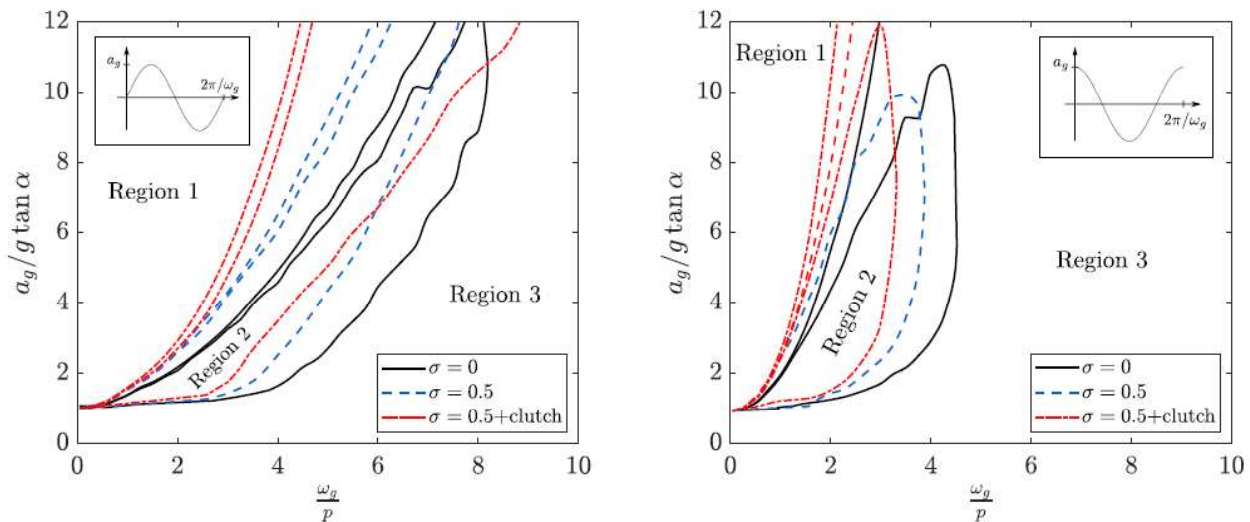 12
10
8
6
4
2
0
a_g/g tan α
a_g
2π/ω_g
Region 1
Region 2
Region 3
σ = 0
σ = 0.5
σ = 0.5+clutch
0 2 4 6 8 10
ω_g/p
12
10
8
6
4
2
0
a_g/g tan α
Region 1
a_g
2π/ω_g
Region 2
Region 3
σ = 0
σ = 0.5
σ = 0.5+clutch
0 2 4 6 8 10
ω_g/p